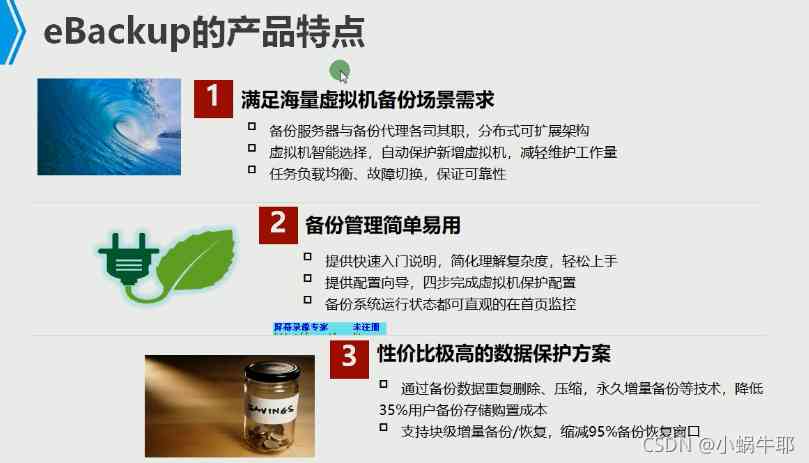 eBackup的产品特点
1 满足海量虚拟机备份场景需求
备份服务器与备份代理各司其职，分布式可扩展架构
虚拟机智能选择，自动保护新增虚拟机，减轻维护工作量
任务负载均衡、故障切换，保证可靠性
2 备份管理简单易用
提供快速入门说明，简化理解复杂度，轻松上手
提供配置向导，四步完成虚拟机保护配置
备份系统运行状态都可直观的在首页监控
屏幕录像专家 未注册
3 性价比极高的数据保护方案
通过备份数据重复删除、压缩，永久增量备份等技术，降低
35%用户备份存储购置成本
SAVINGS
支持块级增量备份/恢复，缩减95%备份恢复窗口
CSDN @小蜗牛耶